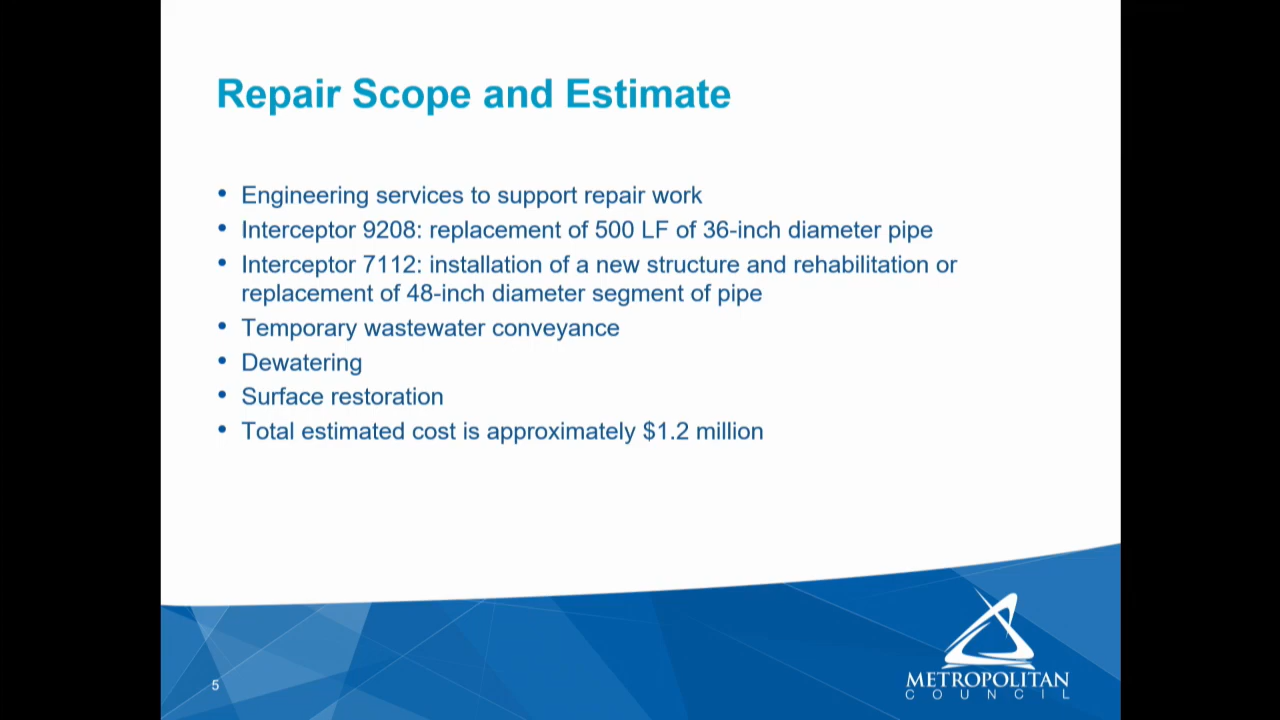 Repair Scope and Estimate
• Engineering services to support repair work
• Interceptor 9208: replacement of 500 LF of 36-inch diameter pipe
• Interceptor 7112: installation of a new structure and rehabilitation or
replacement of 48-inch diameter segment of pipe
• Temporary wastewater conveyance
• Dewatering
• Surface restoration
• Total estimated cost is approximately $1.2 million
5
METROPOLITAN
COUNCIL